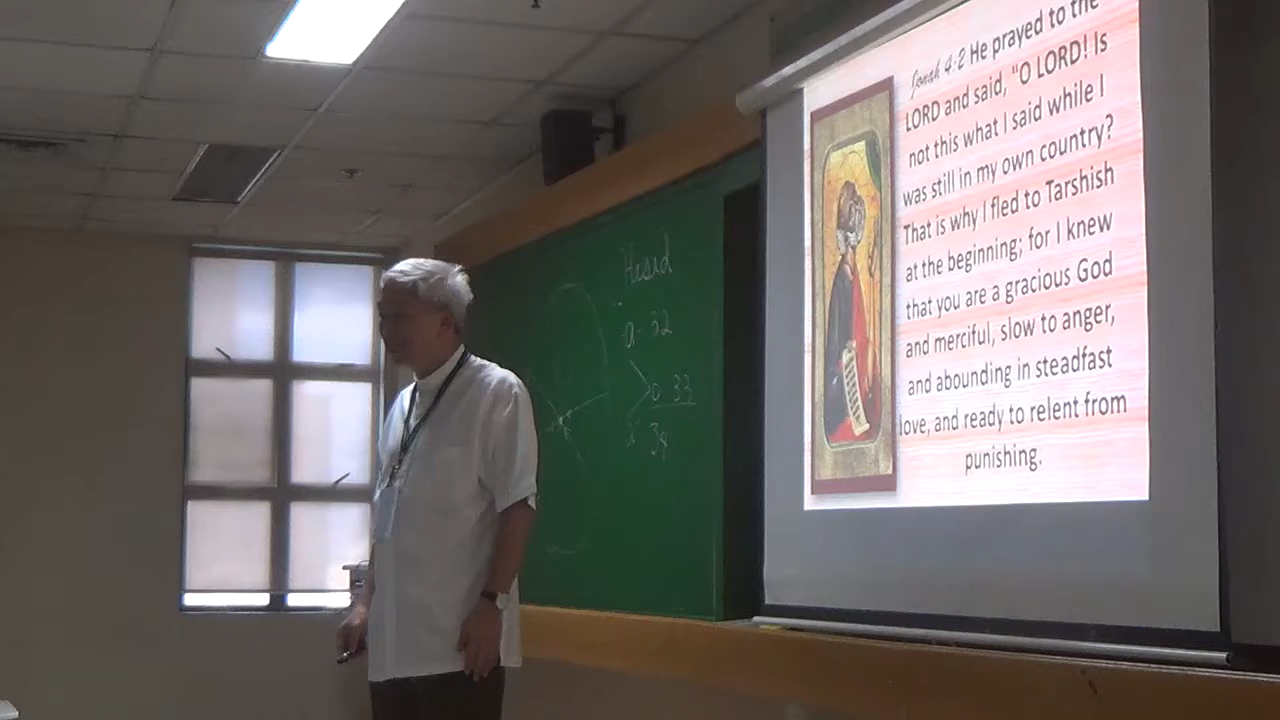 Hesed
a. 32
a 33
a 34
Jonah 4:2 He prayed to the
LORD and said, "O LORD! Is
not this what I said while I
was still in my own country?
That is why I fled to Tarshish
at the beginning; for I knew
that you are a gracious God
and merciful, slow to anger,
and abounding in steadfast
love, and ready to relent from
punishing.